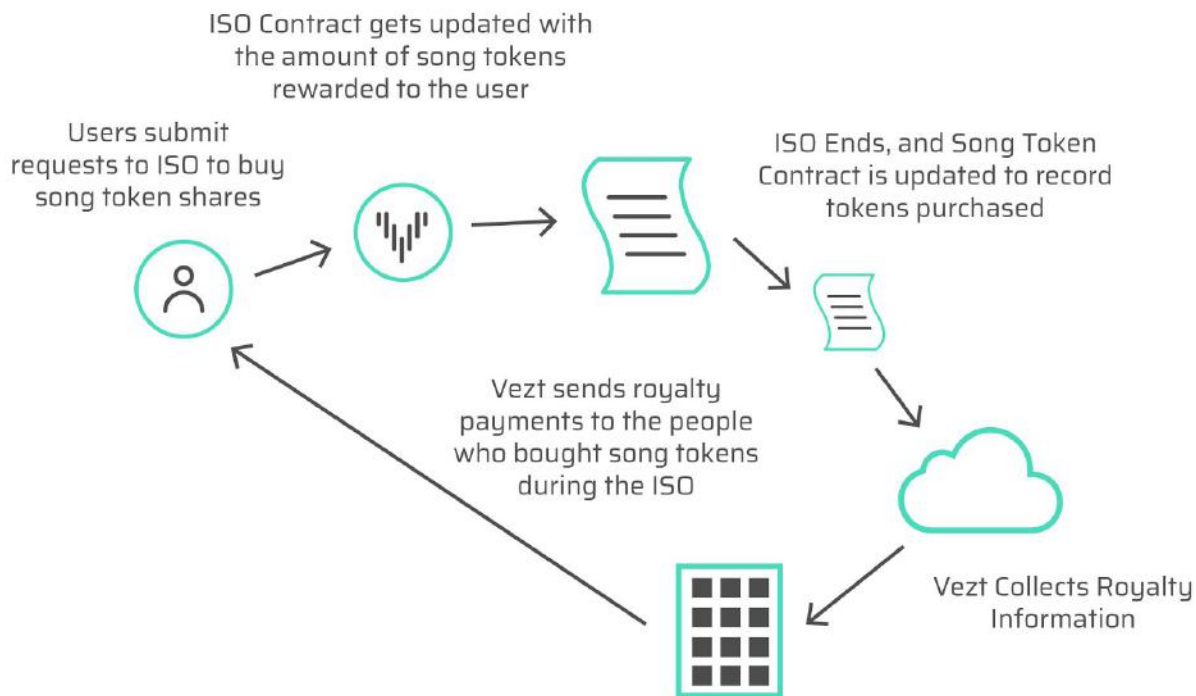 ISO Contract gets updated with
the amount of song tokens
rewarded to the user
Users submit
requests to ISO to buy
song token shares
ISO Ends, and Song Token
Contract is updated to record
tokens purchased
Vezt sends royalty
payments to the people
who bought song tokens
during the ISO
Vezt Collects Royalty
Information